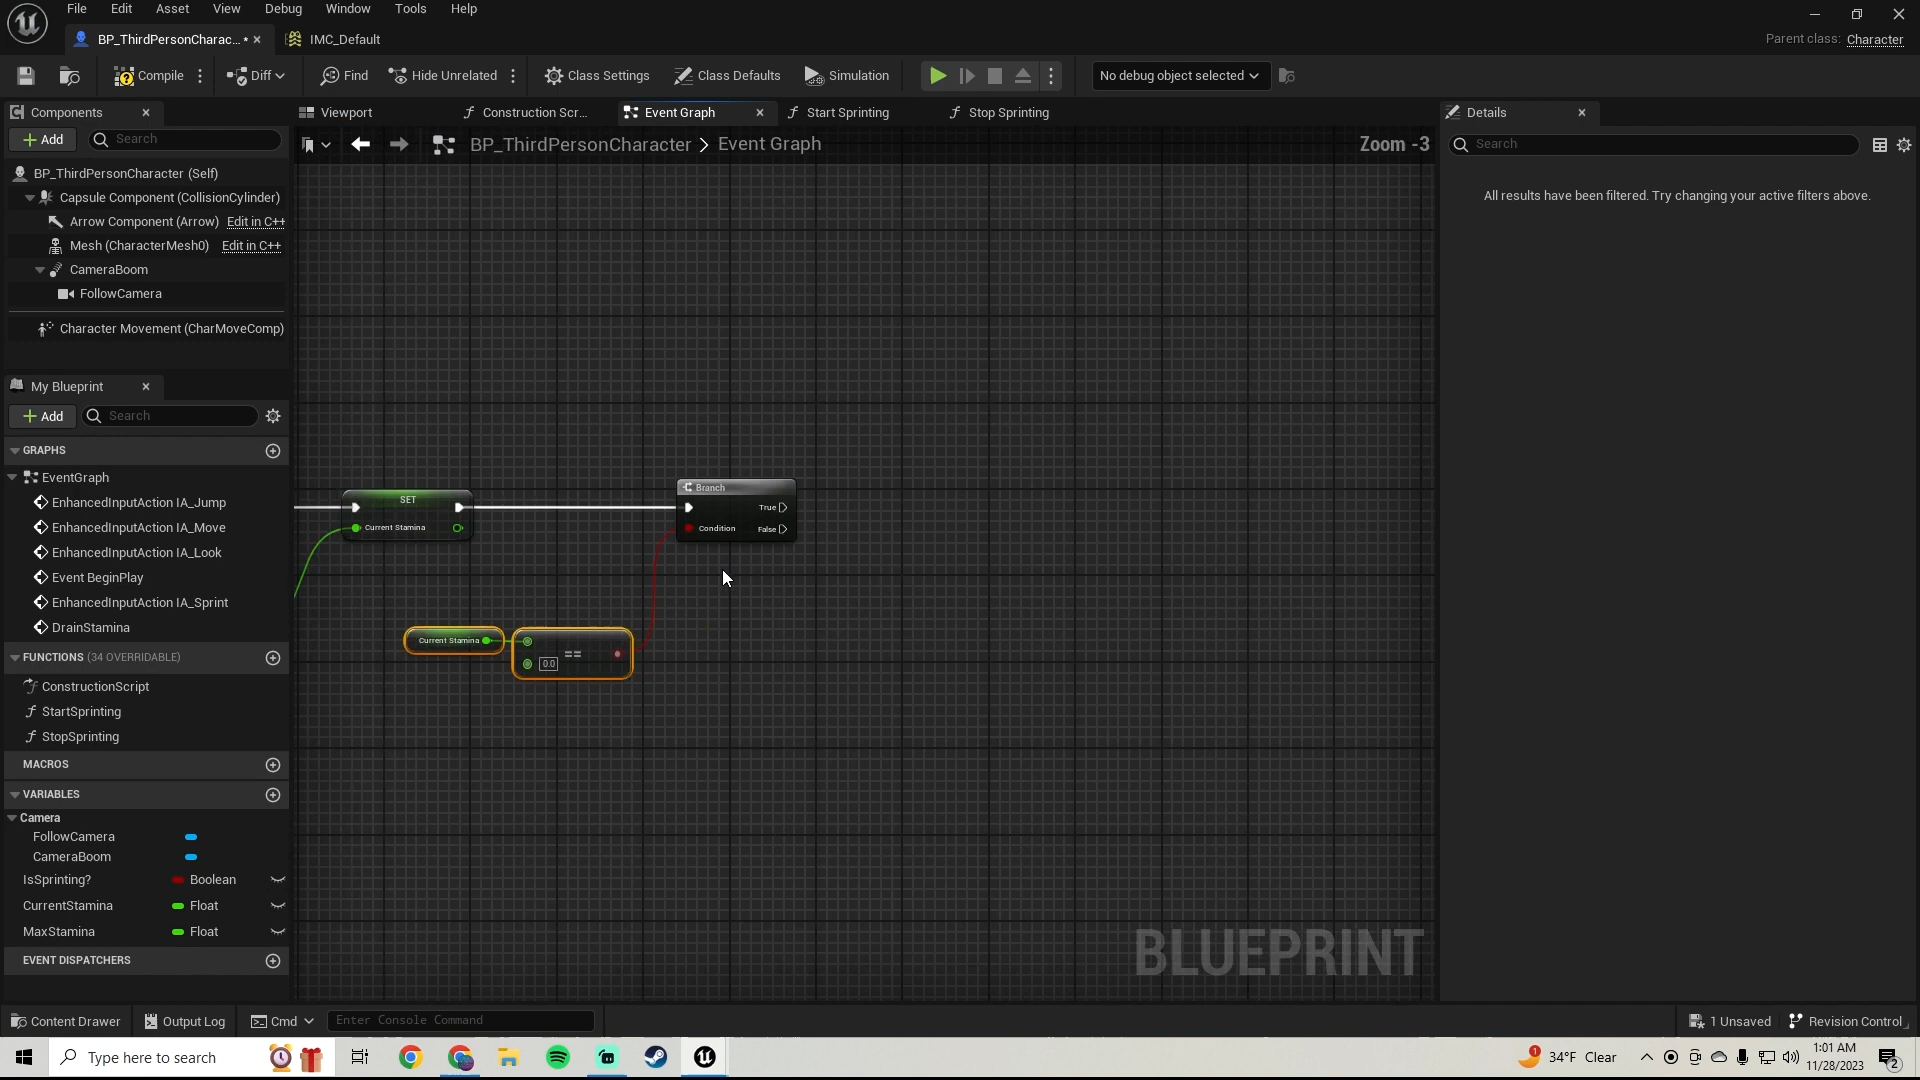 File Edit Asset View Debug Window Tools Help
BP_ThirdPersonCharac... •
IMC_Default
Parent class: Character
Compile
Diff
Find
Hide Unrelated
Class Settings
Class Defaults
Simulation
No debug object selected
Components
Viewport
Construction Scr...
Event Graph
Start Sprinting
Stop Sprinting
Details
Add
Search
BP_ThirdPersonCharacter > Event Graph
Zoom -3
Search
BP_ThirdPersonCharacter (Self)
Capsule Component (CollisionCylinder)
Arrow Component (Arrow) Edit in C++
Mesh (CharacterMesh0) Edit in C++
CameraBoom
FollowCamera
Character Movement (CharMoveComp)
All results have been filtered. Try changing your active filters above.
My Blueprint
Add
Search
GRAPHS
EventGraph
EnhancedInputAction IA_Jump
EnhancedInputAction IA_Move
EnhancedInputAction IA_Look
Event BeginPlay
EnhancedInputAction IA_Sprint
DrainStamina
FUNCTIONS (34 OVERRIDABLE)
ConstructionScript
StartSprinting
StopSprinting
MACROS
VARIABLES
Camera
FollowCamera
CameraBoom
IsSprinting? Boolean
CurrentStamina Float
MaxStamina Float
EVENT DISPATCHERS
SET
Current Stamina
Branch
True
Condition False
Current Stamina
0.0
==
BLUEPRINT
Content Drawer
Output Log
Cmd
Enter Console Command
1 Unsaved
Revision Control
Type here to search
1
34°F Clear
1:01 AM
11/28/2023
2